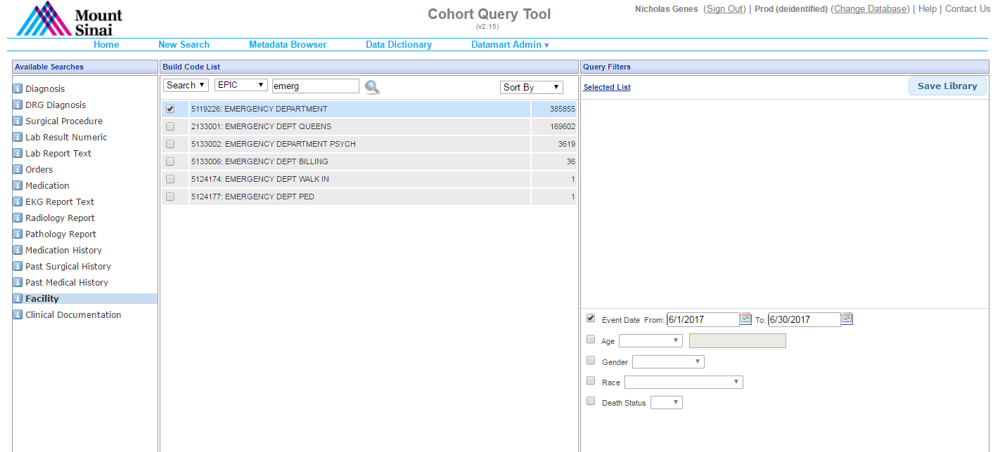 Mount
Sinai
Cohort Query Tool
(v2.15)
Nicholas Genes (Sign Out) | Prod (deidentified) (Change Database) | Help | Contact Us
Home New Search Metadata Browser Data Dictionary Datamart Admin
Available Searches
Diagnosis
DRG Diagnosis
Surgical Procedure
Lab Result Numeric
Lab Report Text
Orders
Medication
EKG Report Text
Radiology Report
Pathology Report
Medication History
Past Surgical History
Past Medical History
Facility
Clinical Documentation
Build Code List
Search EPIC emerg Sort By
5119226: EMERGENCY DEPARTMENT 385855
2133001: EMERGENCY DEPT QUEENS 169602
5133002: EMERGENCY DEPARTMENT PSYCH 3619
5133006: EMERGENCY DEPT BILLING 36
5124174: EMERGENCY DEPT WALK IN 1
5124177: EMERGENCY DEPT PED 1
Query Filters
Selected List Save Library
Event Date From: 6/1/2017 To: 6/30/2017
Age
Gender
Race
Death Status